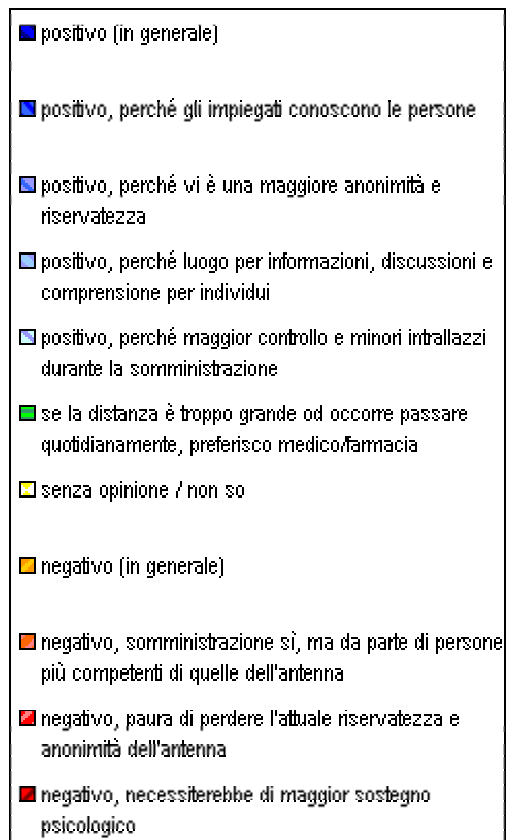 positivo (in generale)
positivo, perché gli impiegati conoscono le persone
positivo, perché vi è una maggiore anonimità e
riservatezza
positivo, perché luogo per informazioni, discussioni e
comprensione per individui
positivo, perché maggior controllo e minori intrallazzi
durante la somministrazione
se la distanza è troppo grande od occorre passare
quotidianamente, preferisco medico/farmacia
senza opinione / non so
negativo (in generale)
negativo, somministrazione sì, ma da parte di persone
più competenti di quelle dell'antenna
negativo, paura di perdere l'attuale riservatezza e
anonimità dell'antenna
negativo, necessiterebbe di maggior sostegno
psicologico